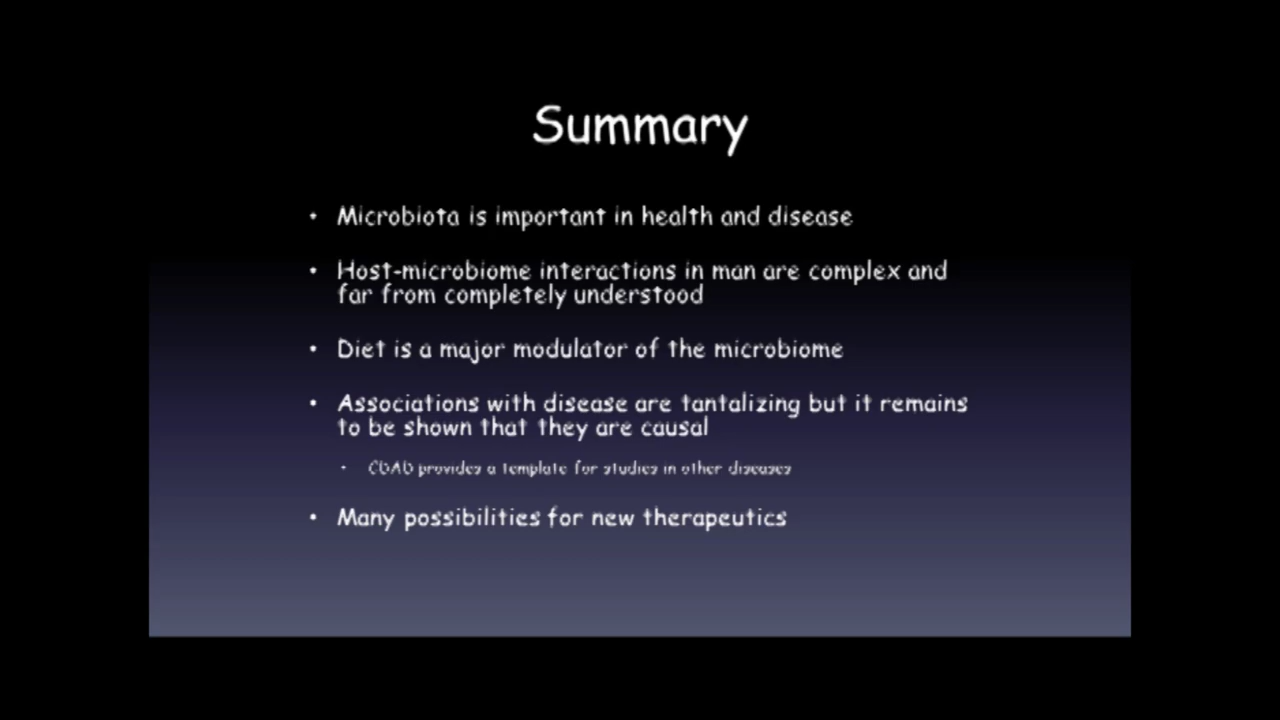 Summary
• Microbiota is important in health and disease
• Host-microbiome interactions in man are complex and
far from completely understood
• Diet is a major modulator of the microbiome
• Associations with disease are tantalizing but it remains
to be shown that they are causal
• CDAD provides a template for studies in other diseases
• Many possibilities for new therapeutics